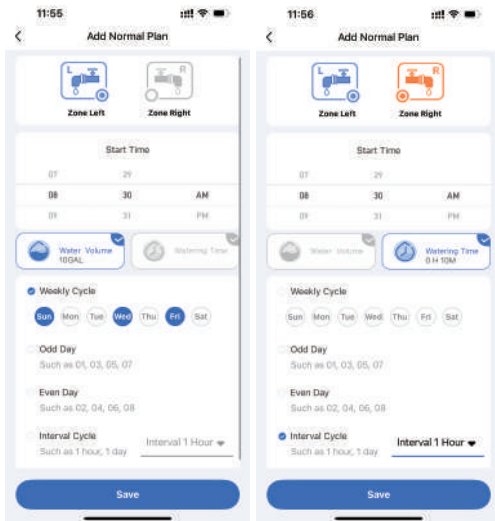 11:55
Add Normal Plan
L
R
Zone Left
Zone Right
Start Time
07 29
08 30 AM
09 31 PM
Water Volume
10GAL
Watering Time
Weekly Cycle
Sun Mon Tue Wed Thu Fri Sat
Odd Day
Such as 01, 03, 05, 07
Even Day
Such as 02, 04, 06, 08
Interval Cycle
Such as 1 hour, 1 day
Interval 1 Hour
Save
11:56
Add Normal Plan
L
R
Zone Left
Zone Right
Start Time
07 29
08 30 AM
09 31 PM
Water Volume
Watering Time
0 H 10M
Weekly Cycle
Sun Mon Tue Wed Thu Fri Sat
Odd Day
Such as 01, 03, 05, 07
Even Day
Such as 02, 04, 06, 08
Interval Cycle
Such as 1 hour, 1 day
Interval 1 Hour
Save